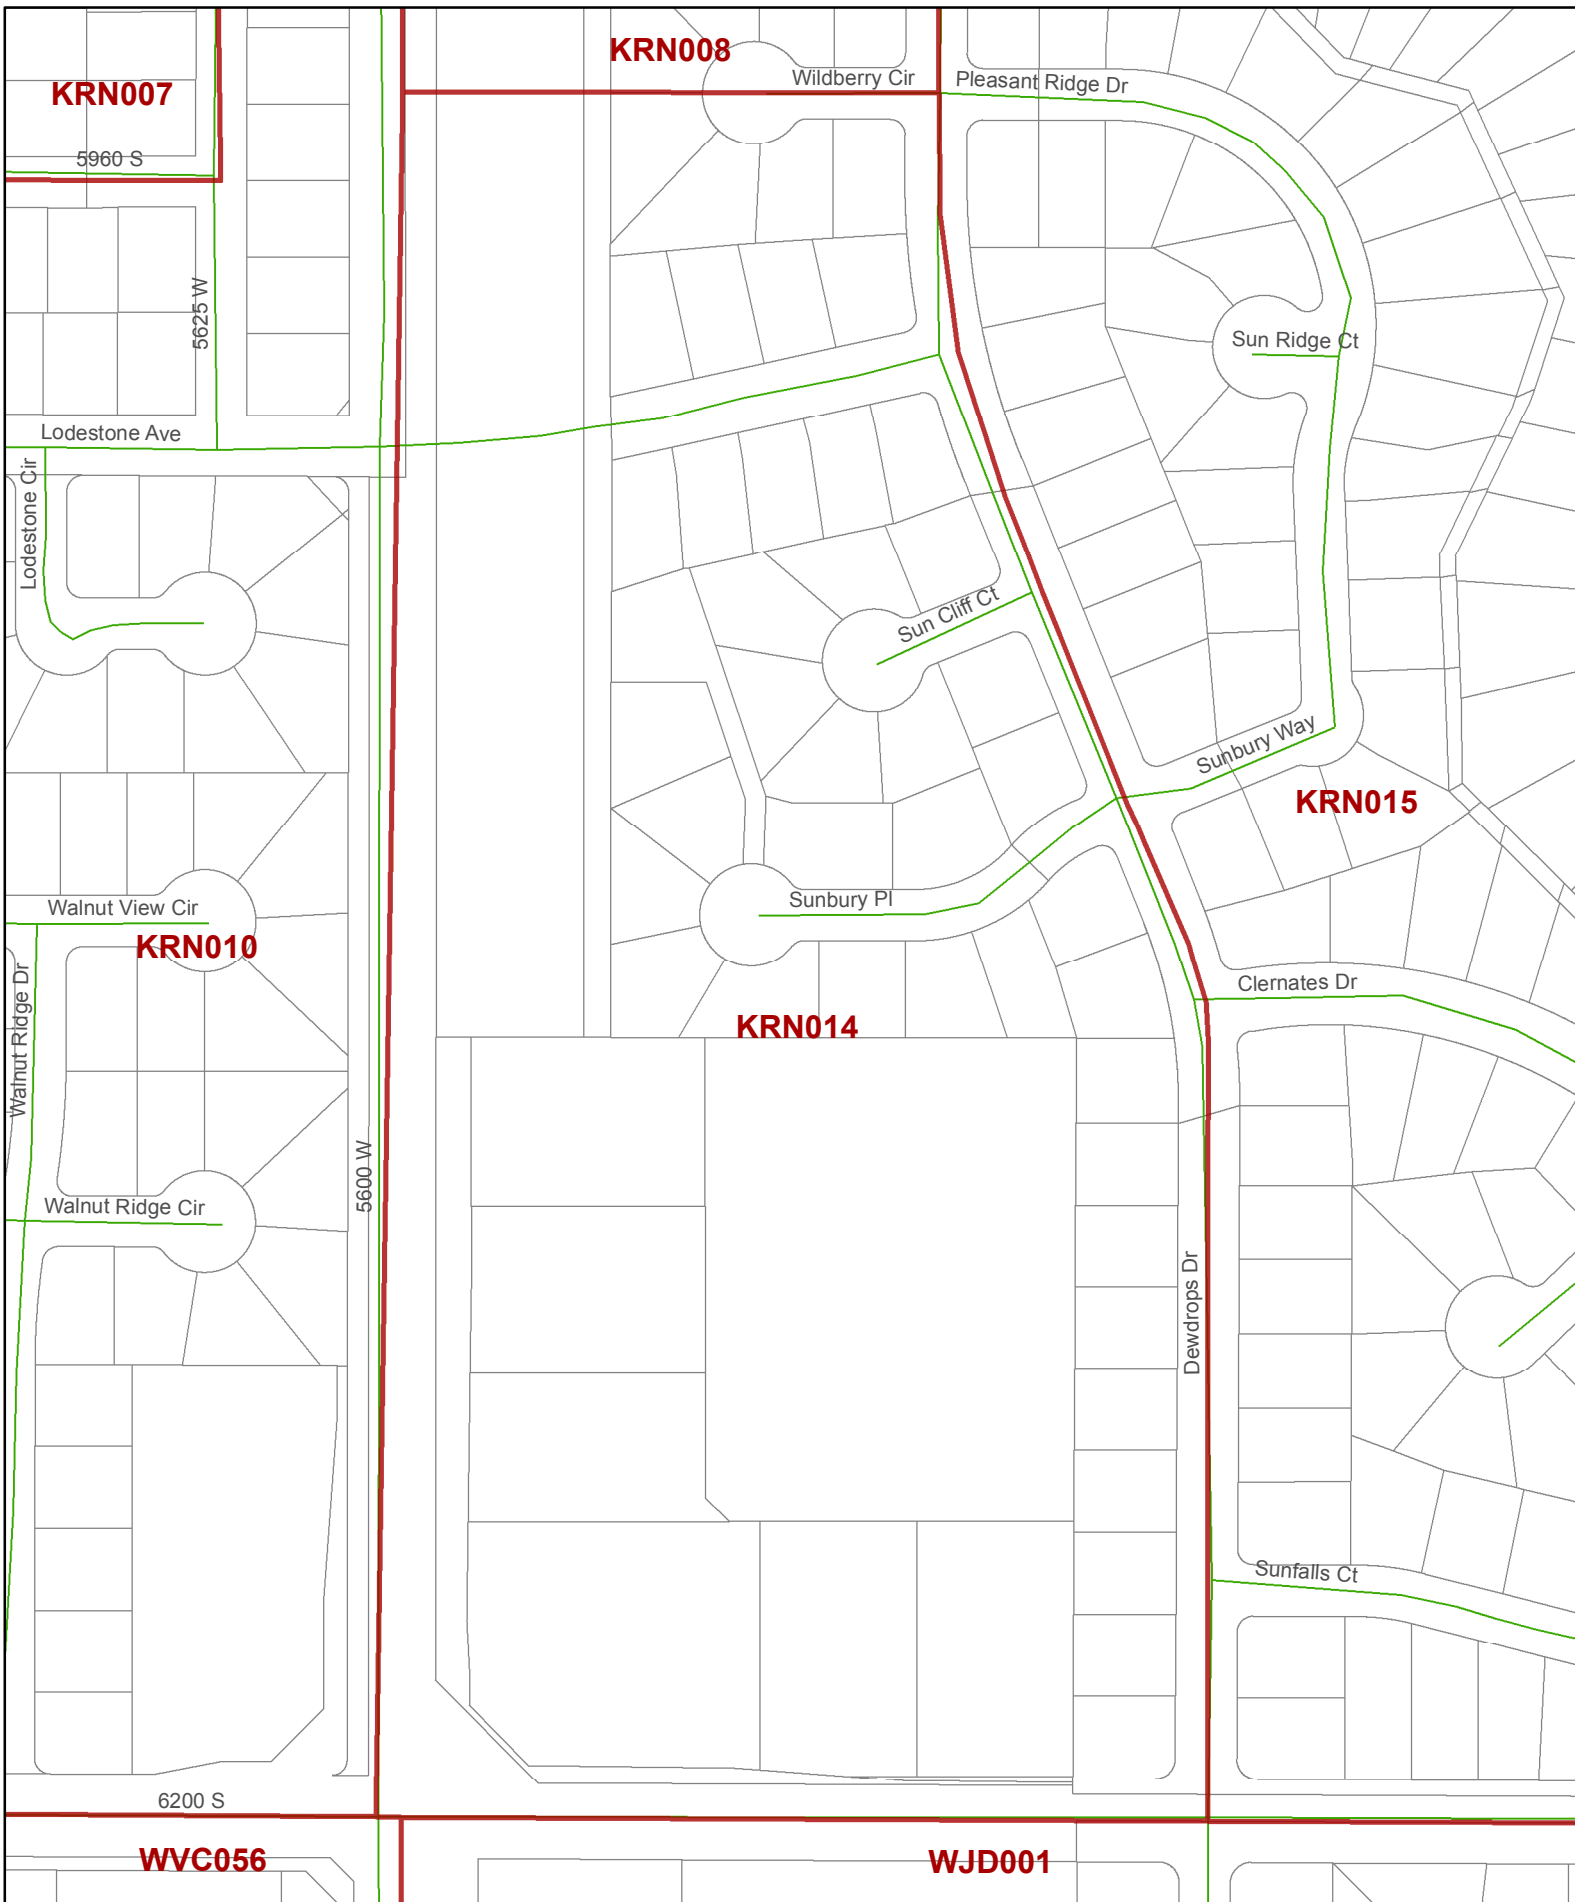 KRN008
Wildberry Cir
Pleasant Ridge Dr
KRN007
5960 S
5625 W
Sun Ridge Ct
Lodestone Ave
Lodestone Cir
Sun Cliff Ct
Sunbury Way
KRN015
Sunbury Pl
Walnut View Cir
KRN010
Walnut Ridge Dr
Clernates Dr
KRN014
5600 W
Walnut Ridge Cir
Dewdrops Dr
Sunfalls Ct
6200 S
WVC056
WJD001